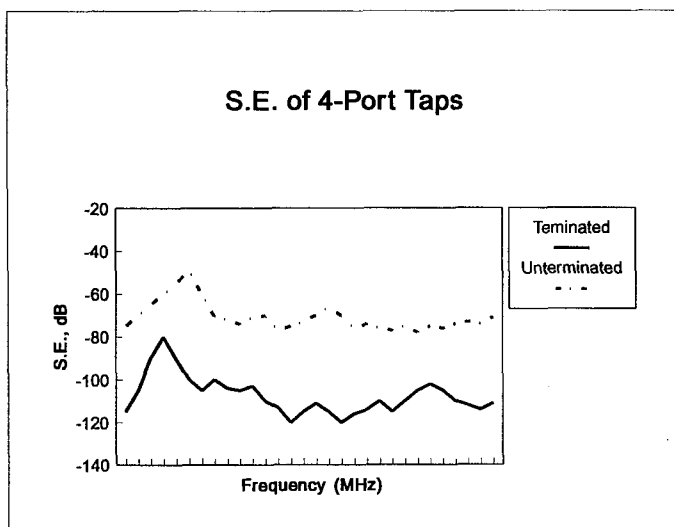 S.E. of 4-Port Taps
-20
-40
-60
-80
-100
-120
-140
S.E., dB
Frequency (MHz)
Teminated
Unterminated